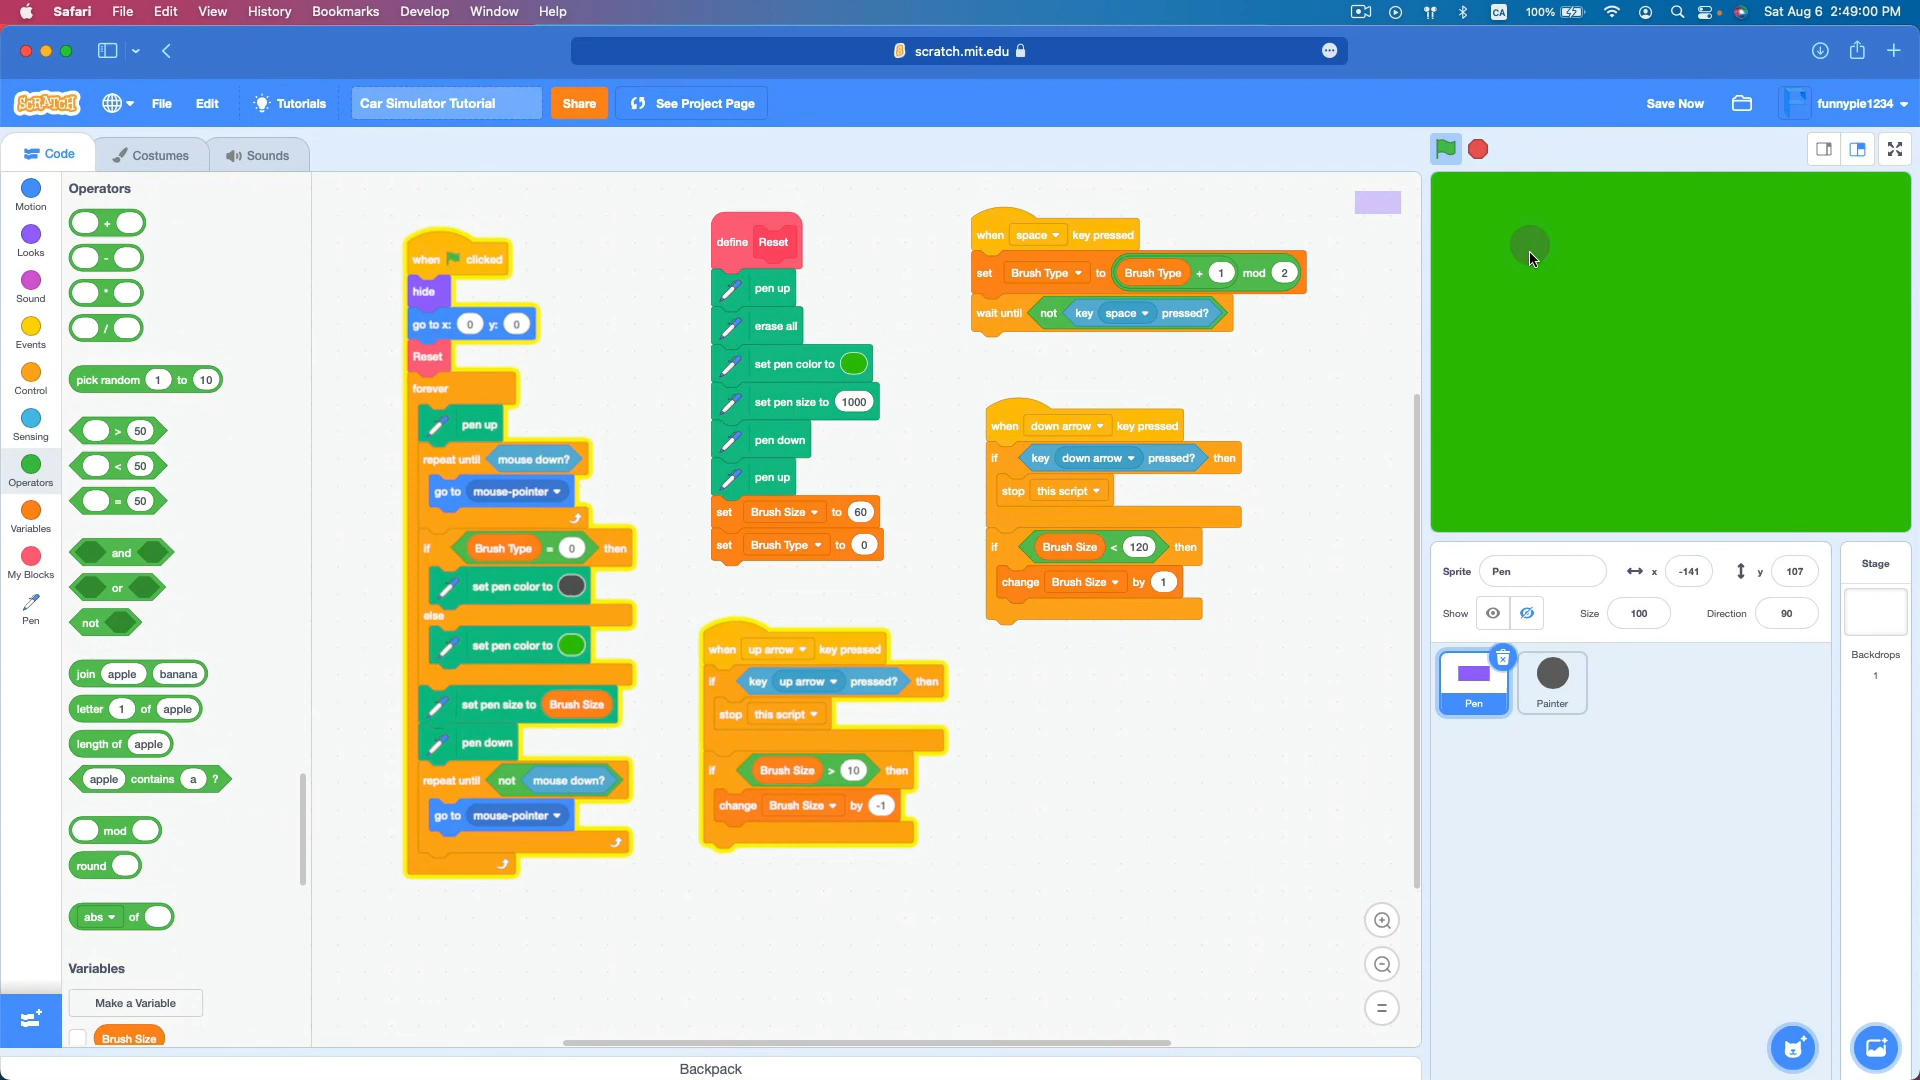 Safari File Edit View History Bookmarks Develop Window Help CA 100% Sat Aug 6 2:49:00 PM
scratch.mit.edu
SCRATCH File Edit Tutorials Car Simulator Tutorial Share See Project Page Save Now funnypie1234
Code Costumes Sounds
Motion
Looks
Sound
Events
Control
Sensing
Operators
Variables
My Blocks
Pen
Operators
+
-
*
/
pick random 1 to 10
> 50
< 50
= 50
and
or
not
join apple banana
letter 1 of apple
length of apple
apple contains a ?
mod
round
abs of
Variables
Make a Variable
Brush Size
when clicked
hide
go to x: 0 y: 0
Reset
forever
pen up
repeat until mouse down?
go to mouse-pointer
if Brush Type = 0 then
set pen color to
else
set pen color to
set pen size to Brush Size
pen down
repeat until not mouse down?
go to mouse-pointer
define Reset
pen up
erase all
set pen color to
set pen size to 1000
pen down
pen up
set Brush Size to 60
set Brush Type to 0
when up arrow key pressed
if key up arrow pressed? then
stop this script
if Brush Size > 10 then
change Brush Size by -1
when space key pressed
set Brush Type to Brush Type + 1 mod 2
wait until not key space pressed?
when down arrow key pressed
if key down arrow pressed? then
stop this script
if Brush Size < 120 then
change Brush Size by 1
Sprite Pen x -141 y 107
Show Size 100 Direction 90
Pen
Painter
Stage
Backdrops
1
Backpack